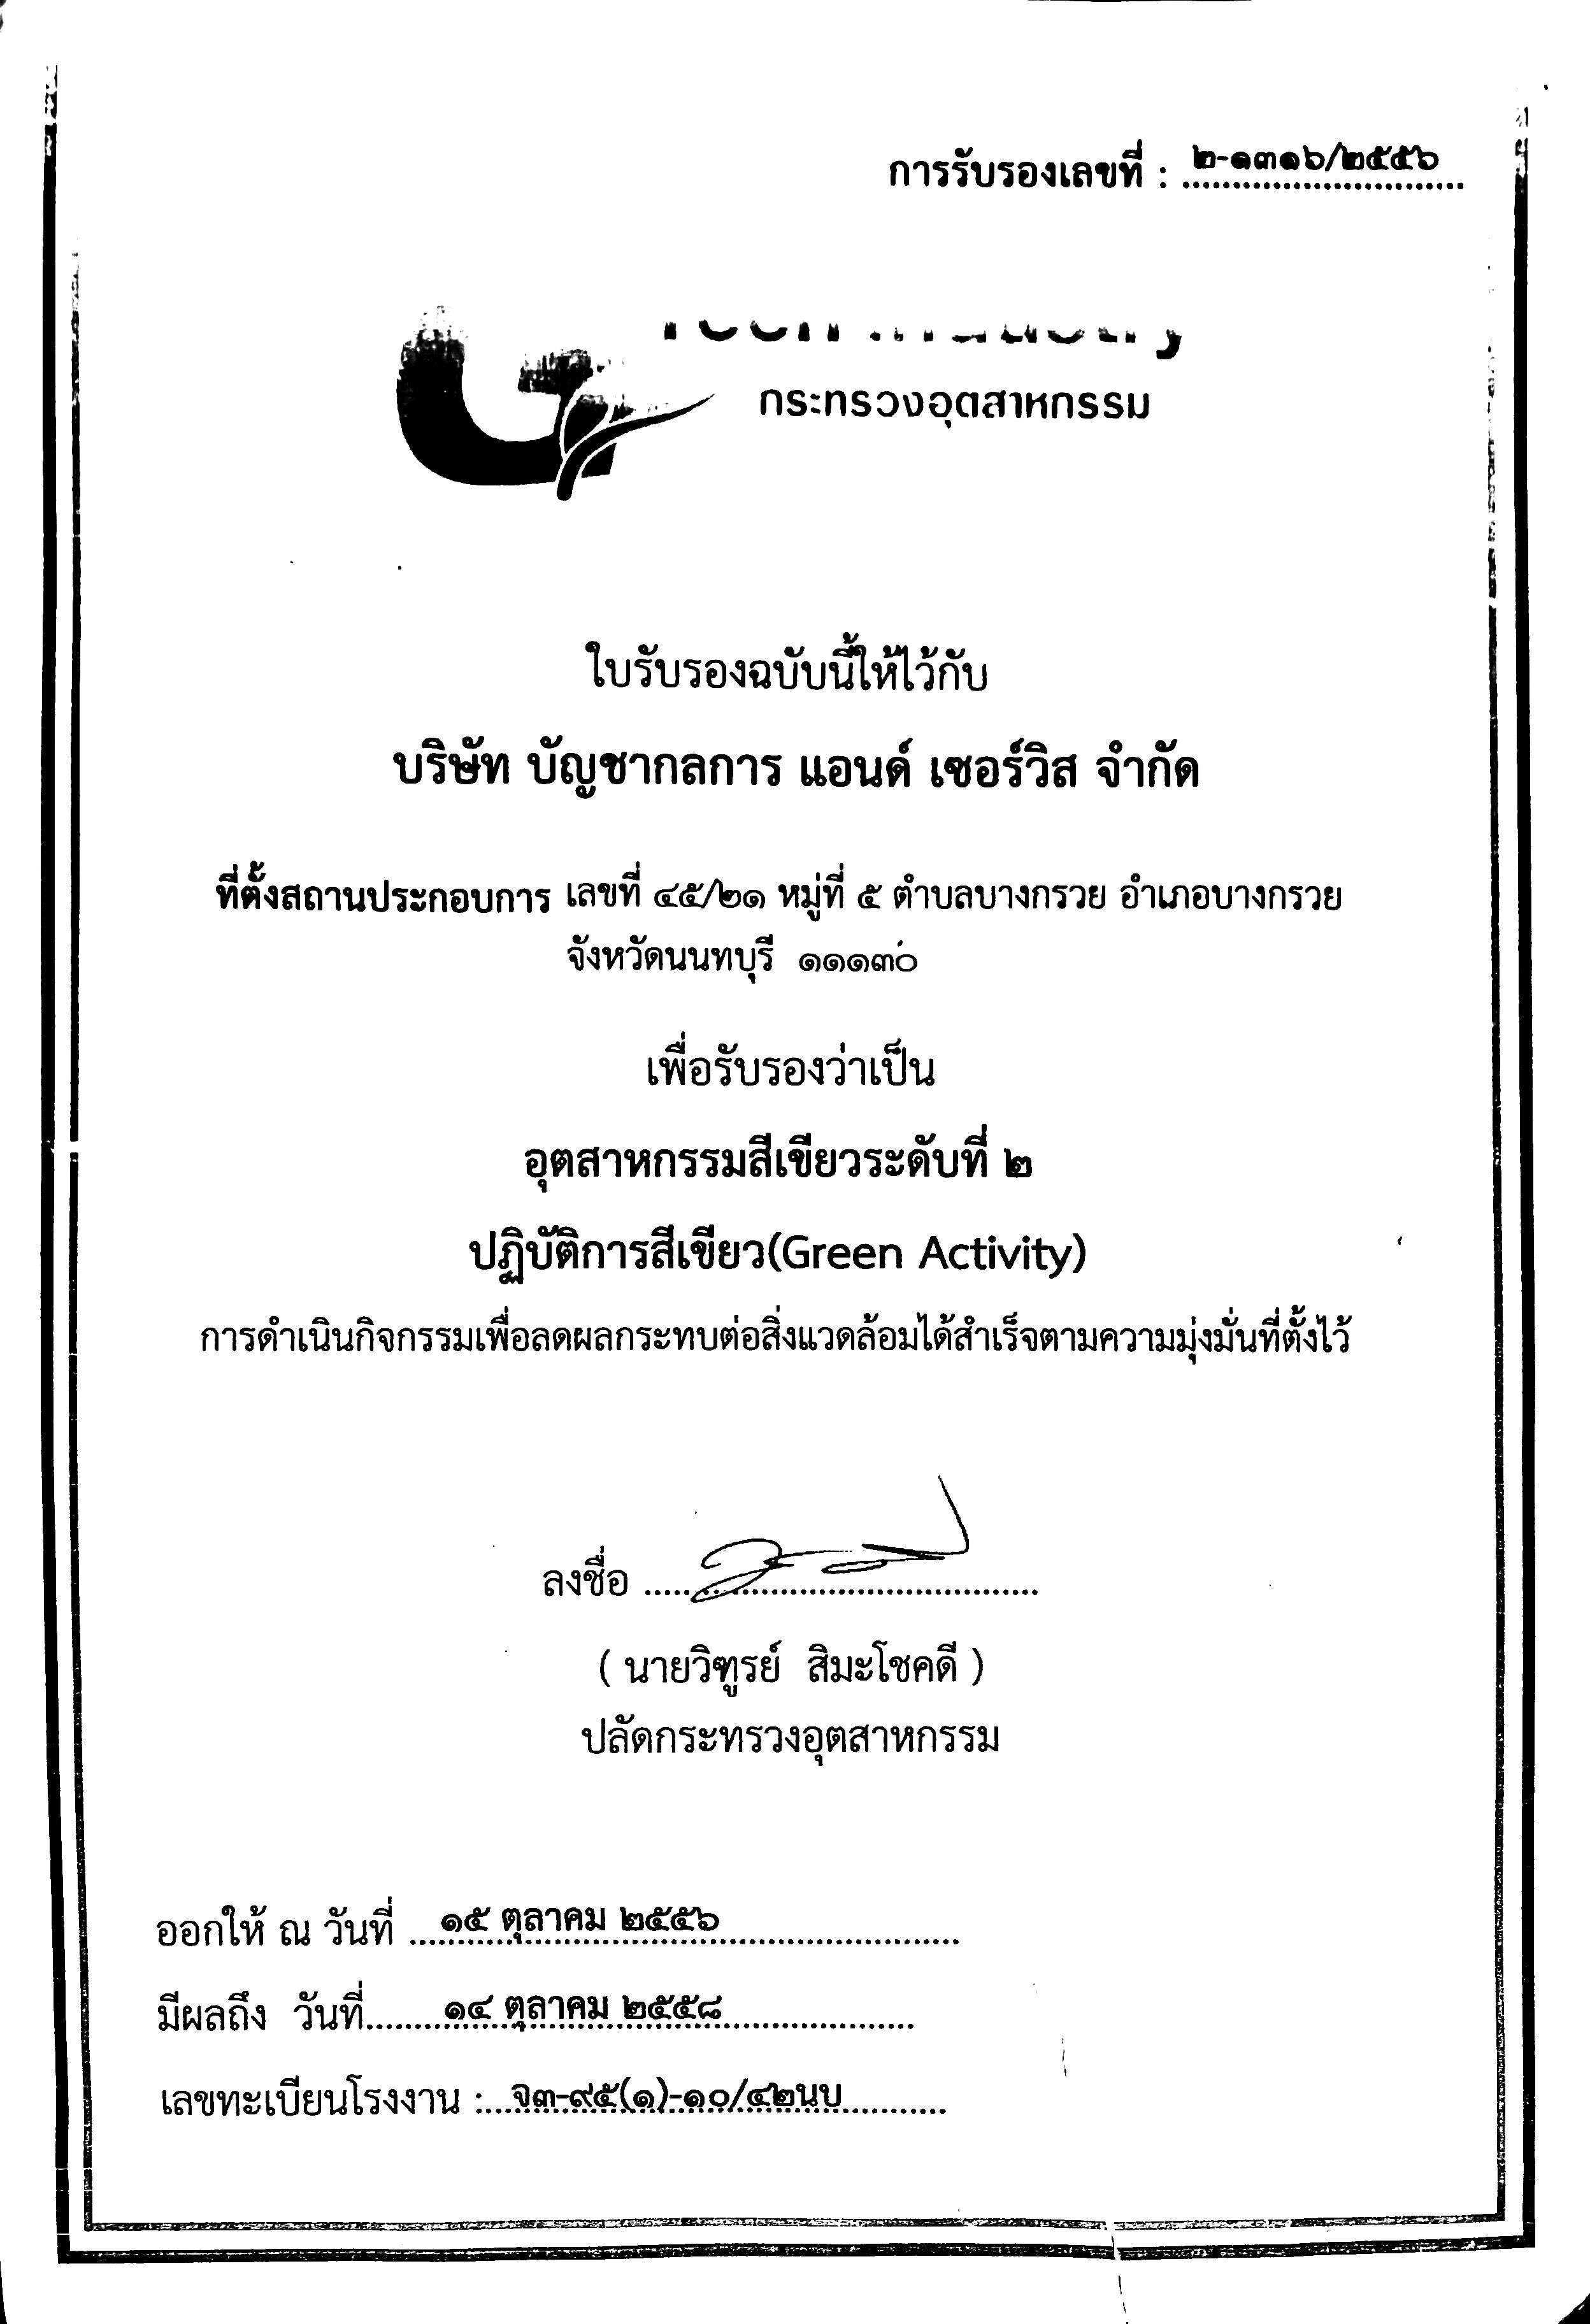 การรับรองเลขที่ : ๒-๑๓๑๖/๒๕๕๖
กระทรวงอุตสาหกรรม
ใบรับรองฉบับนี้ให้ไว้กับ
บริษัท บัญชากลการ แอนด์ เซอร์วิส จำกัด
ที่ตั้งสถานประกอบการ เลขที่ ๔๕/๒๑ หมู่ที่ ๕ ตำบลบางกรวย อำเภอบางกรวย
จังหวัดนนทบุรี ๑๑๑๓๐
เพื่อรับรองว่าเป็น
อุตสาหกรรมสีเขียวระดับที่ ๒
ปฏิบัติการสีเขียว(Green Activity)
การดำเนินกิจกรรมเพื่อลดผลกระทบต่อสิ่งแวดล้อมได้สำเร็จตามความมุ่งมั่นที่ตั้งไว้
ลงชื่อ
( นายวิฑูรย์ สิมะโชคดี )
ปลัดกระทรวงอุตสาหกรรม
ออกให้ ณ วันที่ ๑๕ ตุลาคม ๒๕๕๖
มีผลถึง วันที่ ๑๔ ตุลาคม ๒๕๕๘
เลขทะเบียนโรงงาน : จ๓-๙๕(๑)-๑๐/๔๒นบ